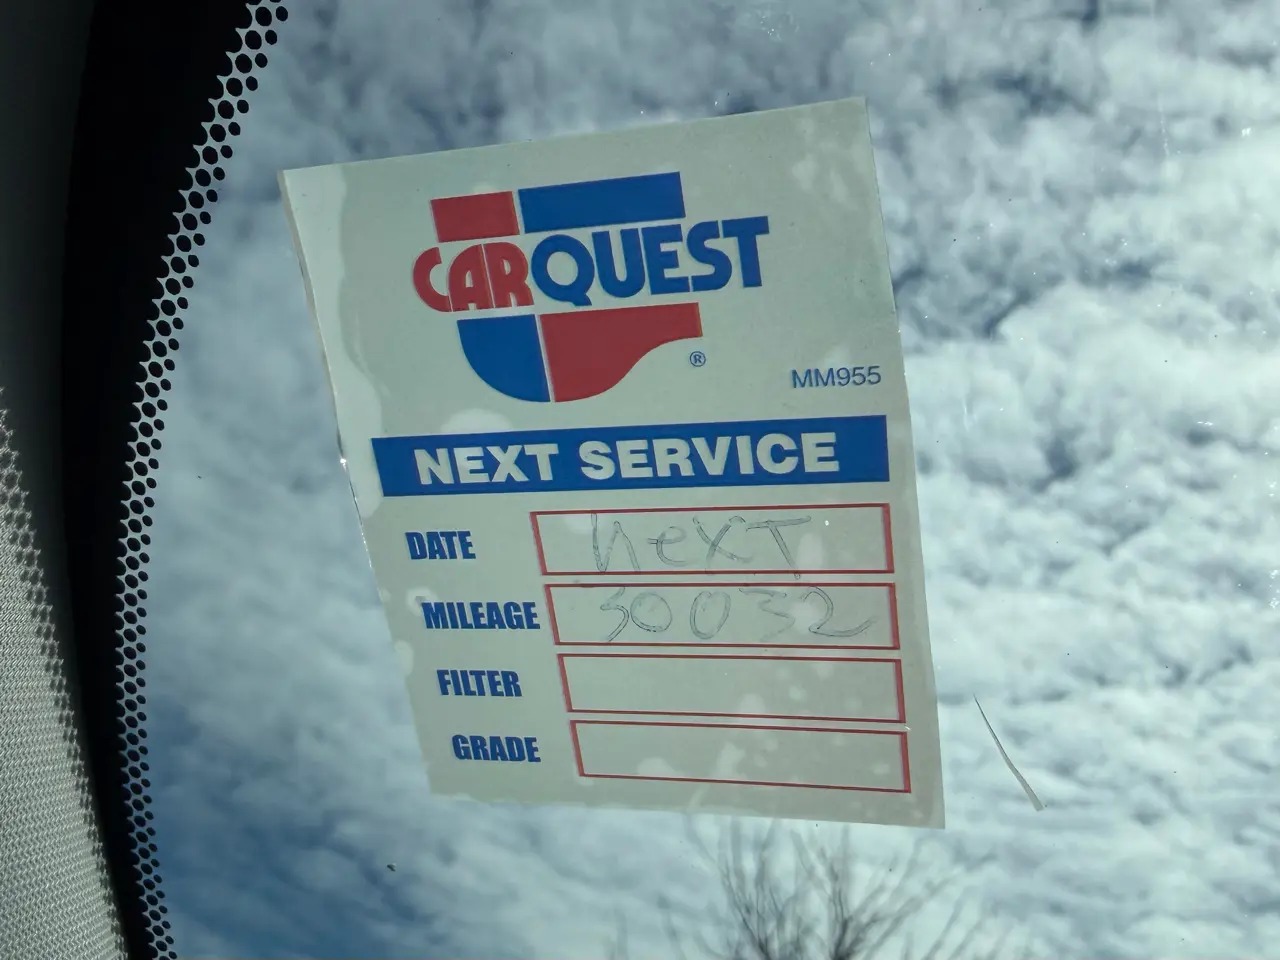 CARQUEST
®
MM955
NEXT SERVICE
DATE next
MILEAGE 30032
FILTER
GRADE